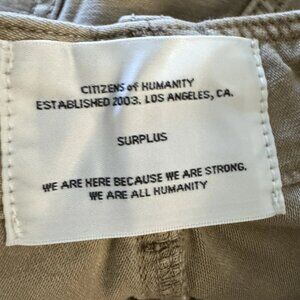 CITIZENS of HUMANITY
ESTABLISHED 2003. LOS ANGELES, CA.
SURPLUS
WE ARE HERE BECAUSE WE ARE STRONG.
WE ARE ALL HUMANITY